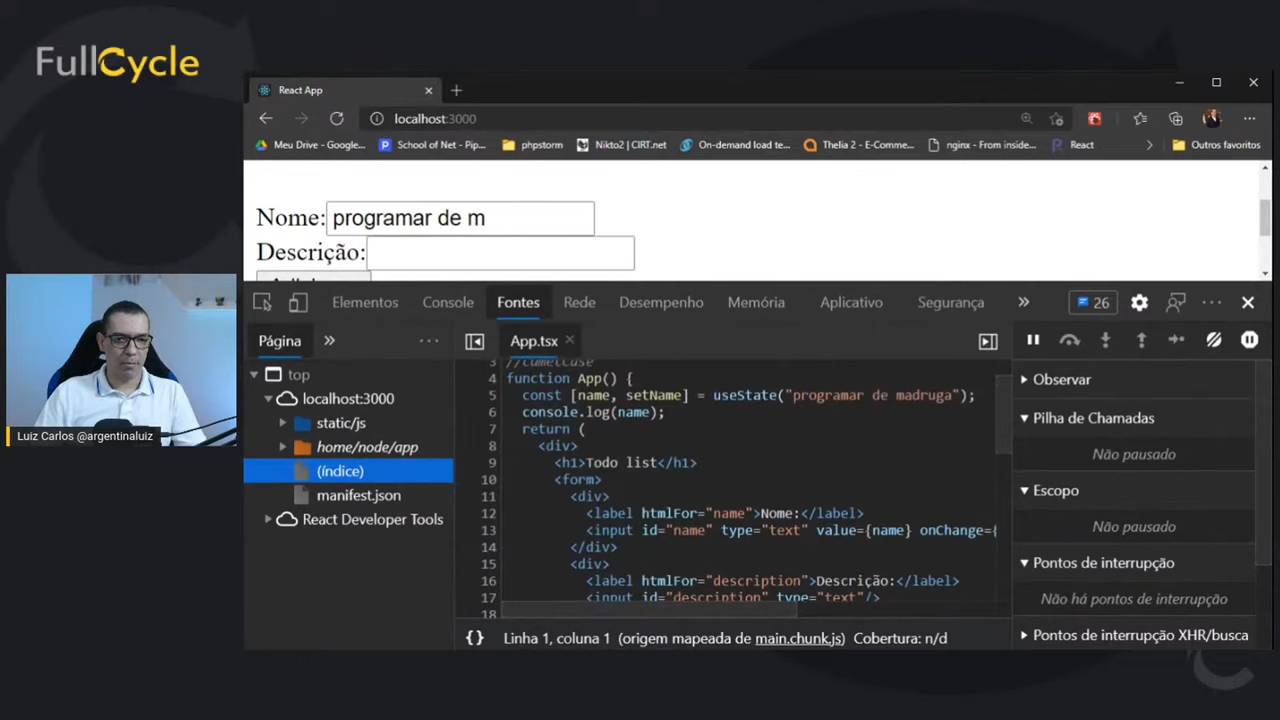 FullCycle
React App
localhost:3000
Meu Drive - Google...
School of Net - Pip...
phpstorm
Nikto2 | CIRT.net
On-demand load te...
Thelia 2 - E-Comme...
nginx - From inside...
React
Outros favoritos
Nome: programar de m
Descrição:
Elementos
Console
Fontes
Rede
Desempenho
Memória
Aplicativo
Segurança
26
Página
App.tsx
top
localhost:3000
static/js
home/node/app
(índice)
manifest.json
React Developer Tools
3 //camelcase
4 function App() {
5 const [name, setName] = useState("programar de madruga");
6 console.log(name);
7 return (
8 <div>
9 <h1>Todo list</h1>
10 <form>
11 <div>
12 <label htmlFor="name">Nome:</label>
13 <input id="name" type="text" value={name} onChange={
14 </div>
15 <div>
16 <label htmlFor="description">Descrição:</label>
17 <input id="description" type="text"/>
18
{} Linha 1, coluna 1 (origem mapeada de main.chunk.js) Cobertura: n/d
Observar
Pilha de Chamadas
Não pausado
Escopo
Não pausado
Pontos de interrupção
Não há pontos de interrupção
Pontos de interrupção XHR/busca
Luiz Carlos @argentinaluiz